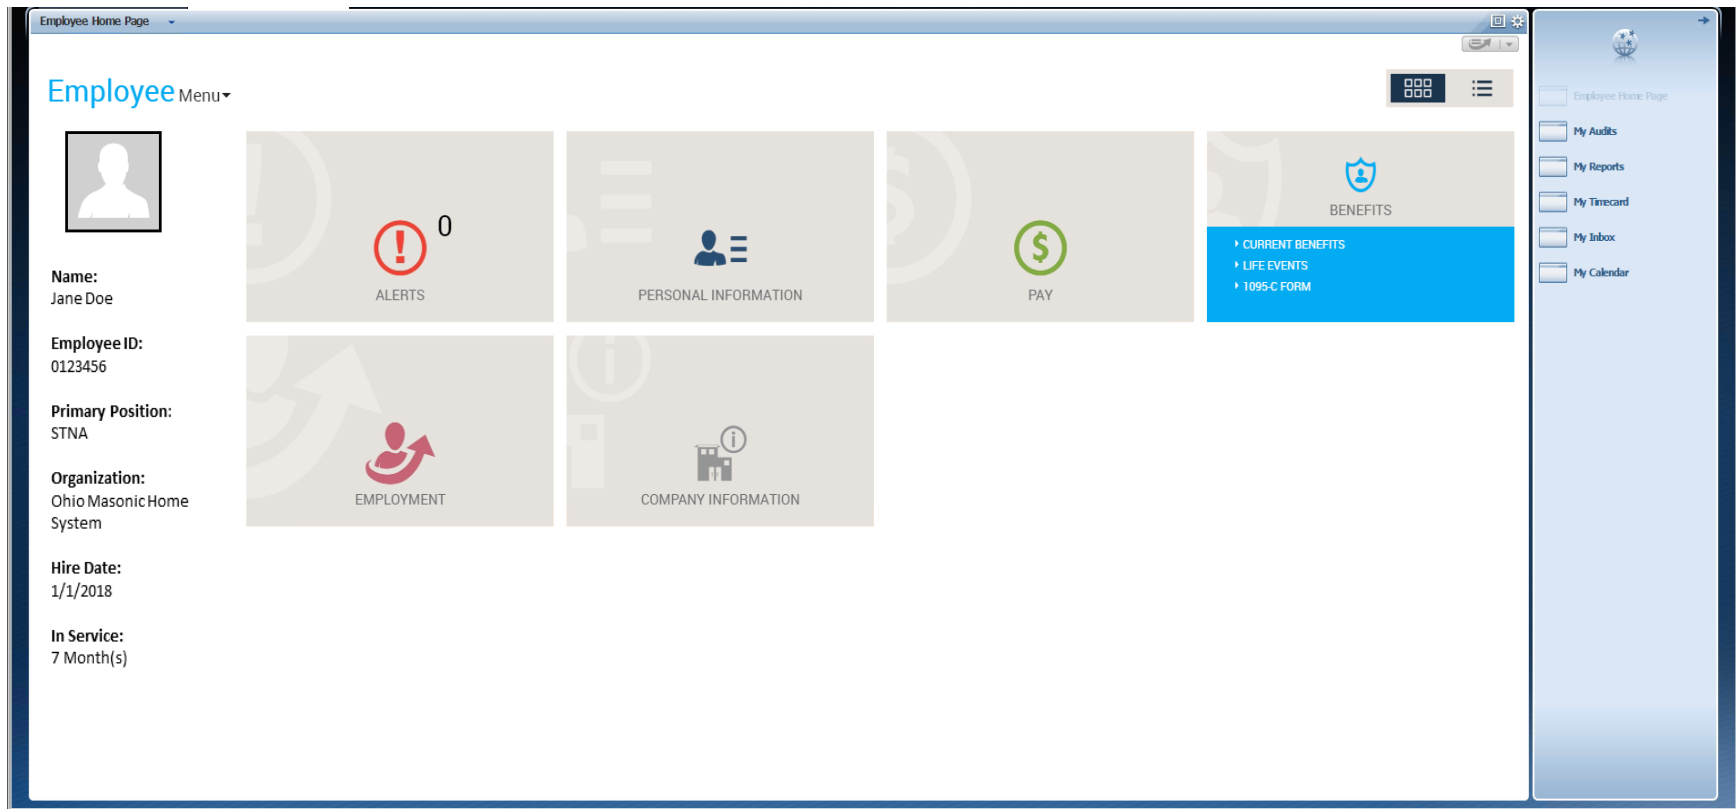 Employee Home Page
Employee Menu
Name:
Jane Doe
Employee ID:
0123456
Primary Position:
STNA
Organization:
Ohio Masonic Home
System
Hire Date:
1/1/2018
In Service:
7 Month(s)
0
ALERTS
PERSONAL INFORMATION
PAY
BENEFITS
CURRENT BENEFITS
LIFE EVENTS
1095-C FORM
EMPLOYMENT
COMPANY INFORMATION
Employee Home Page
My Audits
My Reports
My Timecard
My Inbox
My Calendar